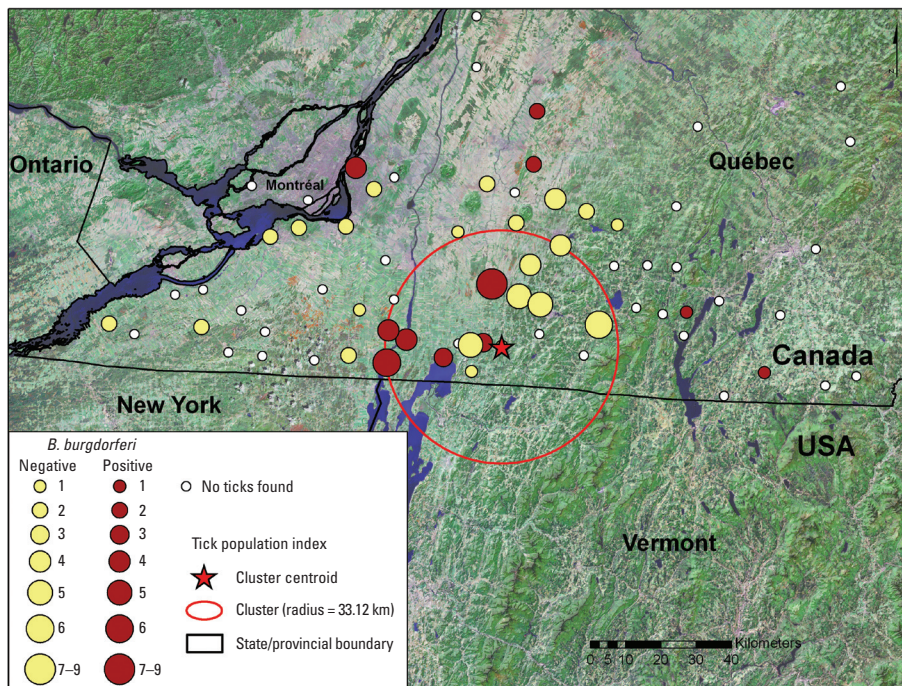 Ontario
Montréal
Québec
Canada
New York
USA
Vermont
B. burgdorferi
Negative Positive
1 1 No ticks found
2 2
3 3 Tick population index
4 4 Cluster centroid
5 5 Cluster (radius = 33.12 km)
6 6 State/provincial boundary
7–9 7–9
Kilometers
0 5 10 20 30 40